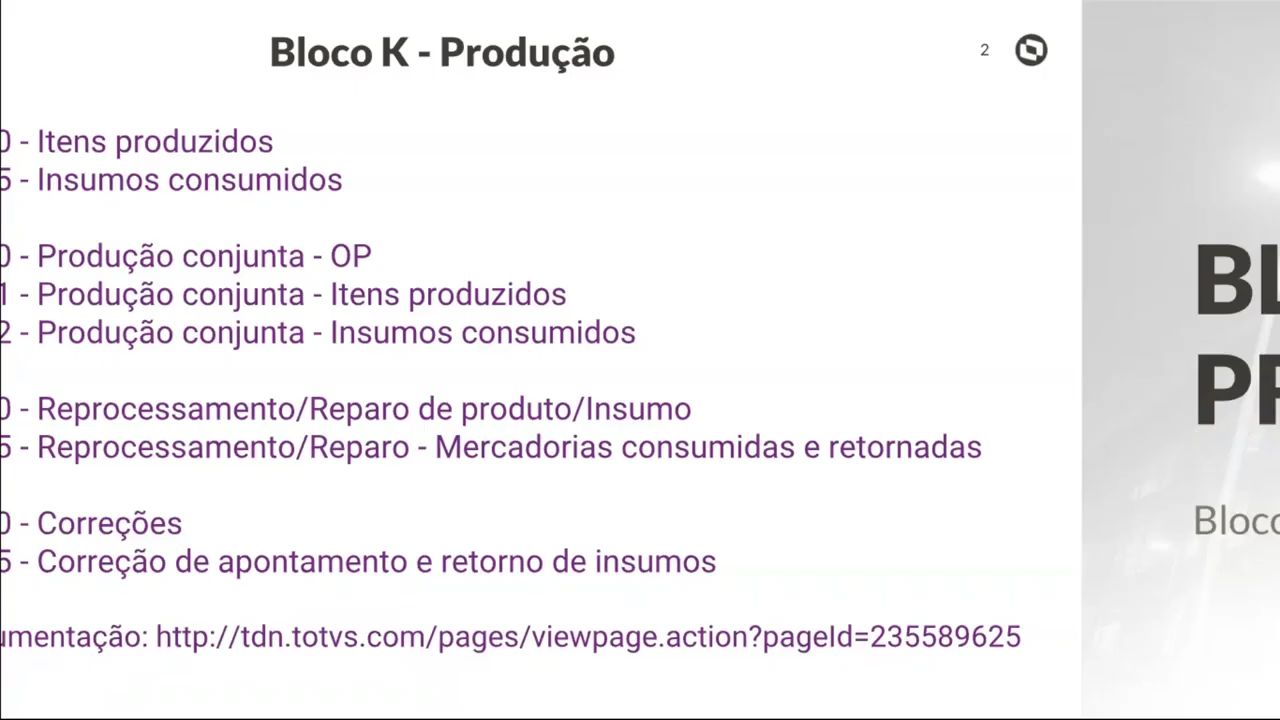 Bloco K - Produção
2
0 - Itens produzidos
5 - Insumos consumidos
0 - Produção conjunta - OP
1 - Produção conjunta - Itens produzidos
2 - Produção conjunta - Insumos consumidos
0 - Reprocessamento/Reparo de produto/Insumo
5 - Reprocessamento/Reparo - Mercadorias consumidas e retornadas
0 - Correções
5 - Correção de apontamento e retorno de insumos
umentação: http://tdn.totvs.com/pages/viewpage.action?pageId=235589625
BL
PR
Bloco